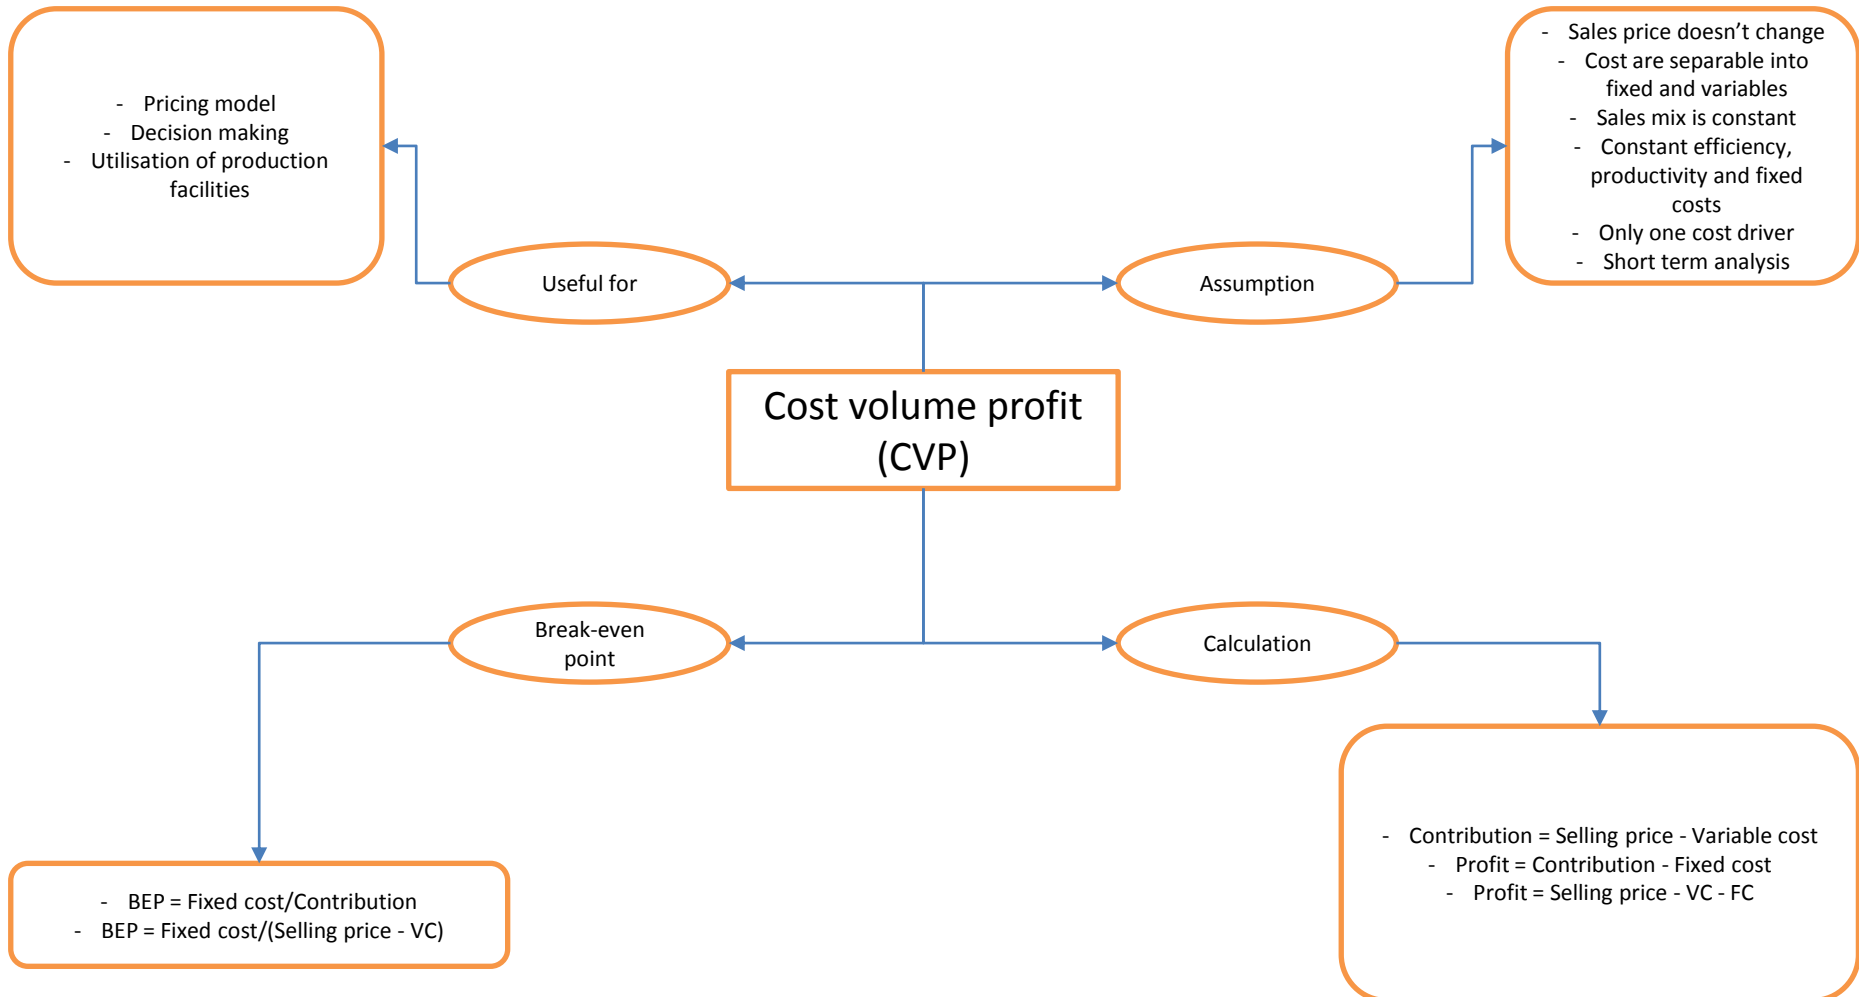 - Pricing model
- Decision making
- Utilisation of production
facilities
- Sales price doesn’t change
- Cost are separable into
fixed and variables
- Sales mix is constant
- Constant efficiency,
productivity and fixed
costs
- Only one cost driver
- Short term analysis
Useful for
Assumption
Cost volume profit
(CVP)
Break-even
point
Calculation
- BEP = Fixed cost/Contribution
- BEP = Fixed cost/(Selling price - VC)
- Contribution = Selling price - Variable cost
- Profit = Contribution - Fixed cost
- Profit = Selling price - VC - FC